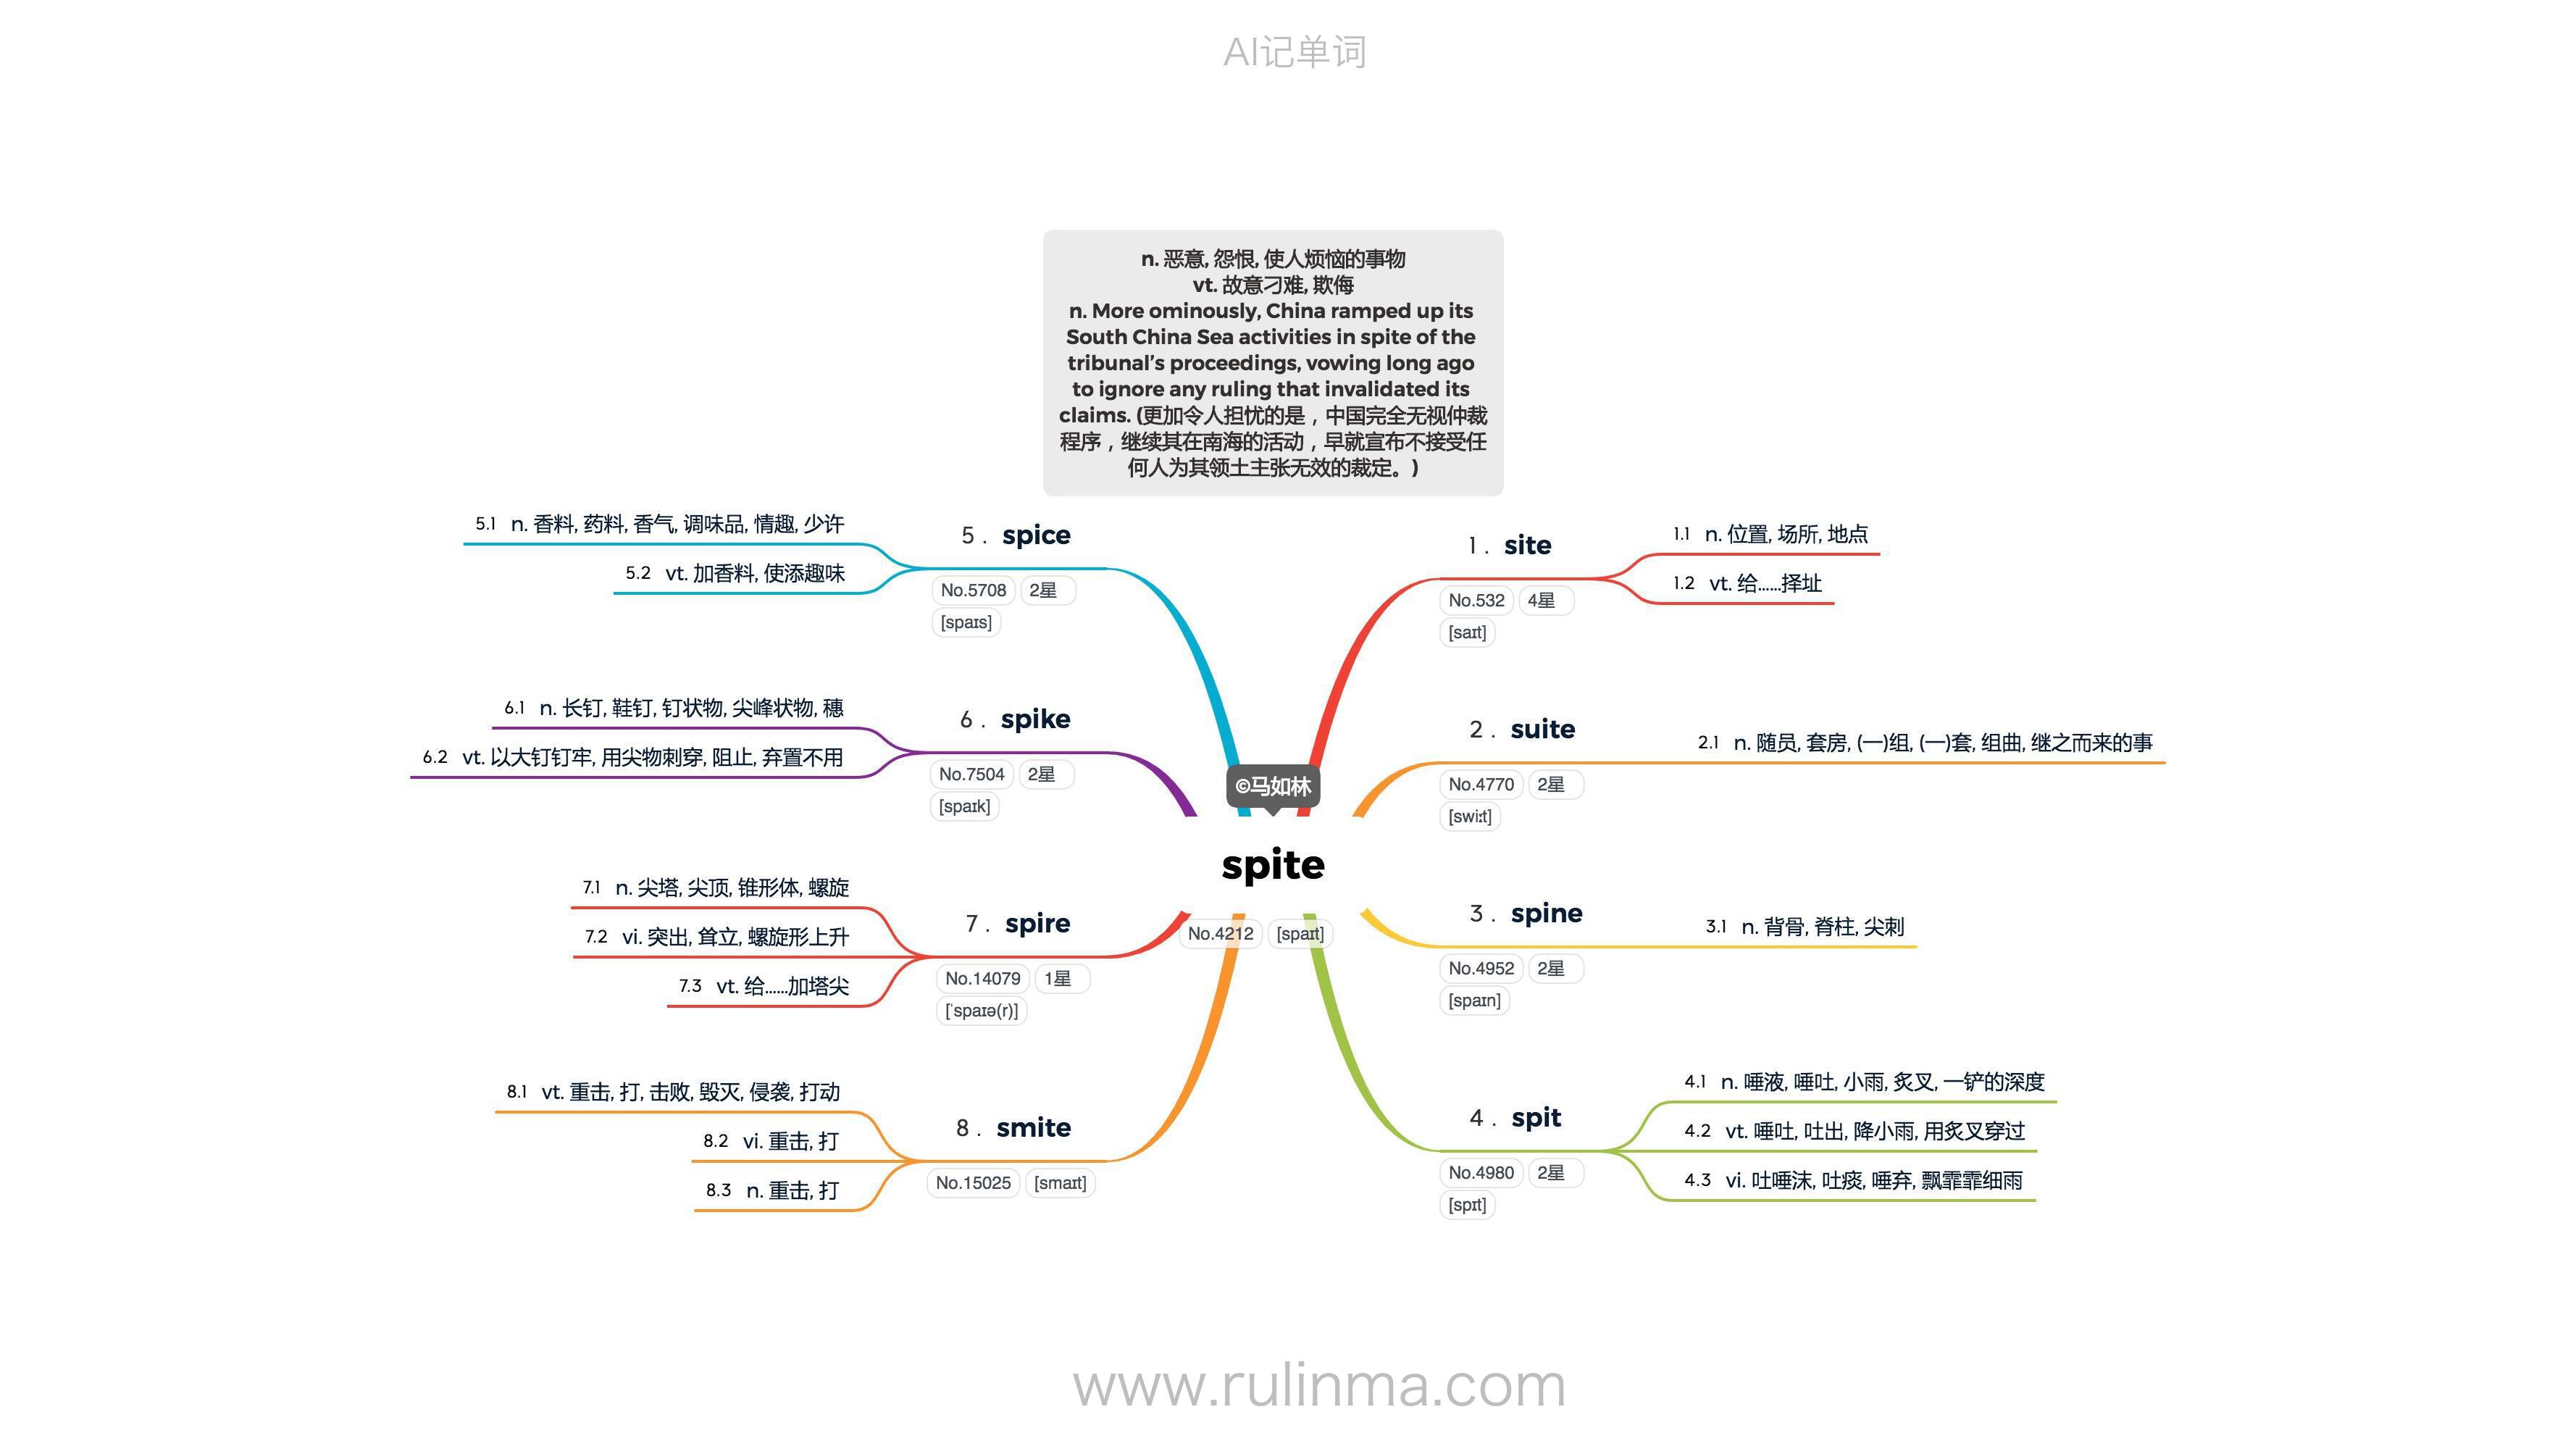 AI记单词
n. 恶意, 怨恨, 使人烦恼的事物
vt. 故意刁难, 欺侮
n. More ominously, China ramped up its
South China Sea activities in spite of the
tribunal’s proceedings, vowing long ago
to ignore any ruling that invalidated its
claims. (更加令人担忧的是，中国完全无视仲裁
程序，继续其在南海的活动，早就宣布不接受任
何人为其领土主张无效的裁定。)
©马如林
spite
No.4212 [spaɪt]
1. site
No.532 4星
[saɪt]
1.1 n. 位置, 场所, 地点
1.2 vt. 给......择址
2. suite
No.4770 2星
[swiːt]
2.1 n. 随员, 套房, (一)组, (一)套, 组曲, 继之而来的事
3. spine
No.4952 2星
[spaɪn]
3.1 n. 背骨, 脊柱, 尖刺
4. spit
No.4980 2星
[spɪt]
4.1 n. 唾液, 唾吐, 小雨, 炙叉, 一铲的深度
4.2 vt. 唾吐, 吐出, 降小雨, 用炙叉穿过
4.3 vi. 吐唾沫, 吐痰, 唾弃, 飘霏霏细雨
5. spice
No.5708 2星
[spaɪs]
5.1 n. 香料, 药料, 香气, 调味品, 情趣, 少许
5.2 vt. 加香料, 使添趣味
6. spike
No.7504 2星
[spaɪk]
6.1 n. 长钉, 鞋钉, 钉状物, 尖峰状物, 穗
6.2 vt. 以大钉钉牢, 用尖物刺穿, 阻止, 弃置不用
7. spire
No.14079 1星
[ˈspaɪə(r)]
7.1 n. 尖塔, 尖顶, 锥形体, 螺旋
7.2 vi. 突出, 耸立, 螺旋形上升
7.3 vt. 给......加塔尖
8. smite
No.15025 [smaɪt]
8.1 vt. 重击, 打, 击败, 毁灭, 侵袭, 打动
8.2 vi. 重击, 打
8.3 n. 重击, 打
www.rulinma.com